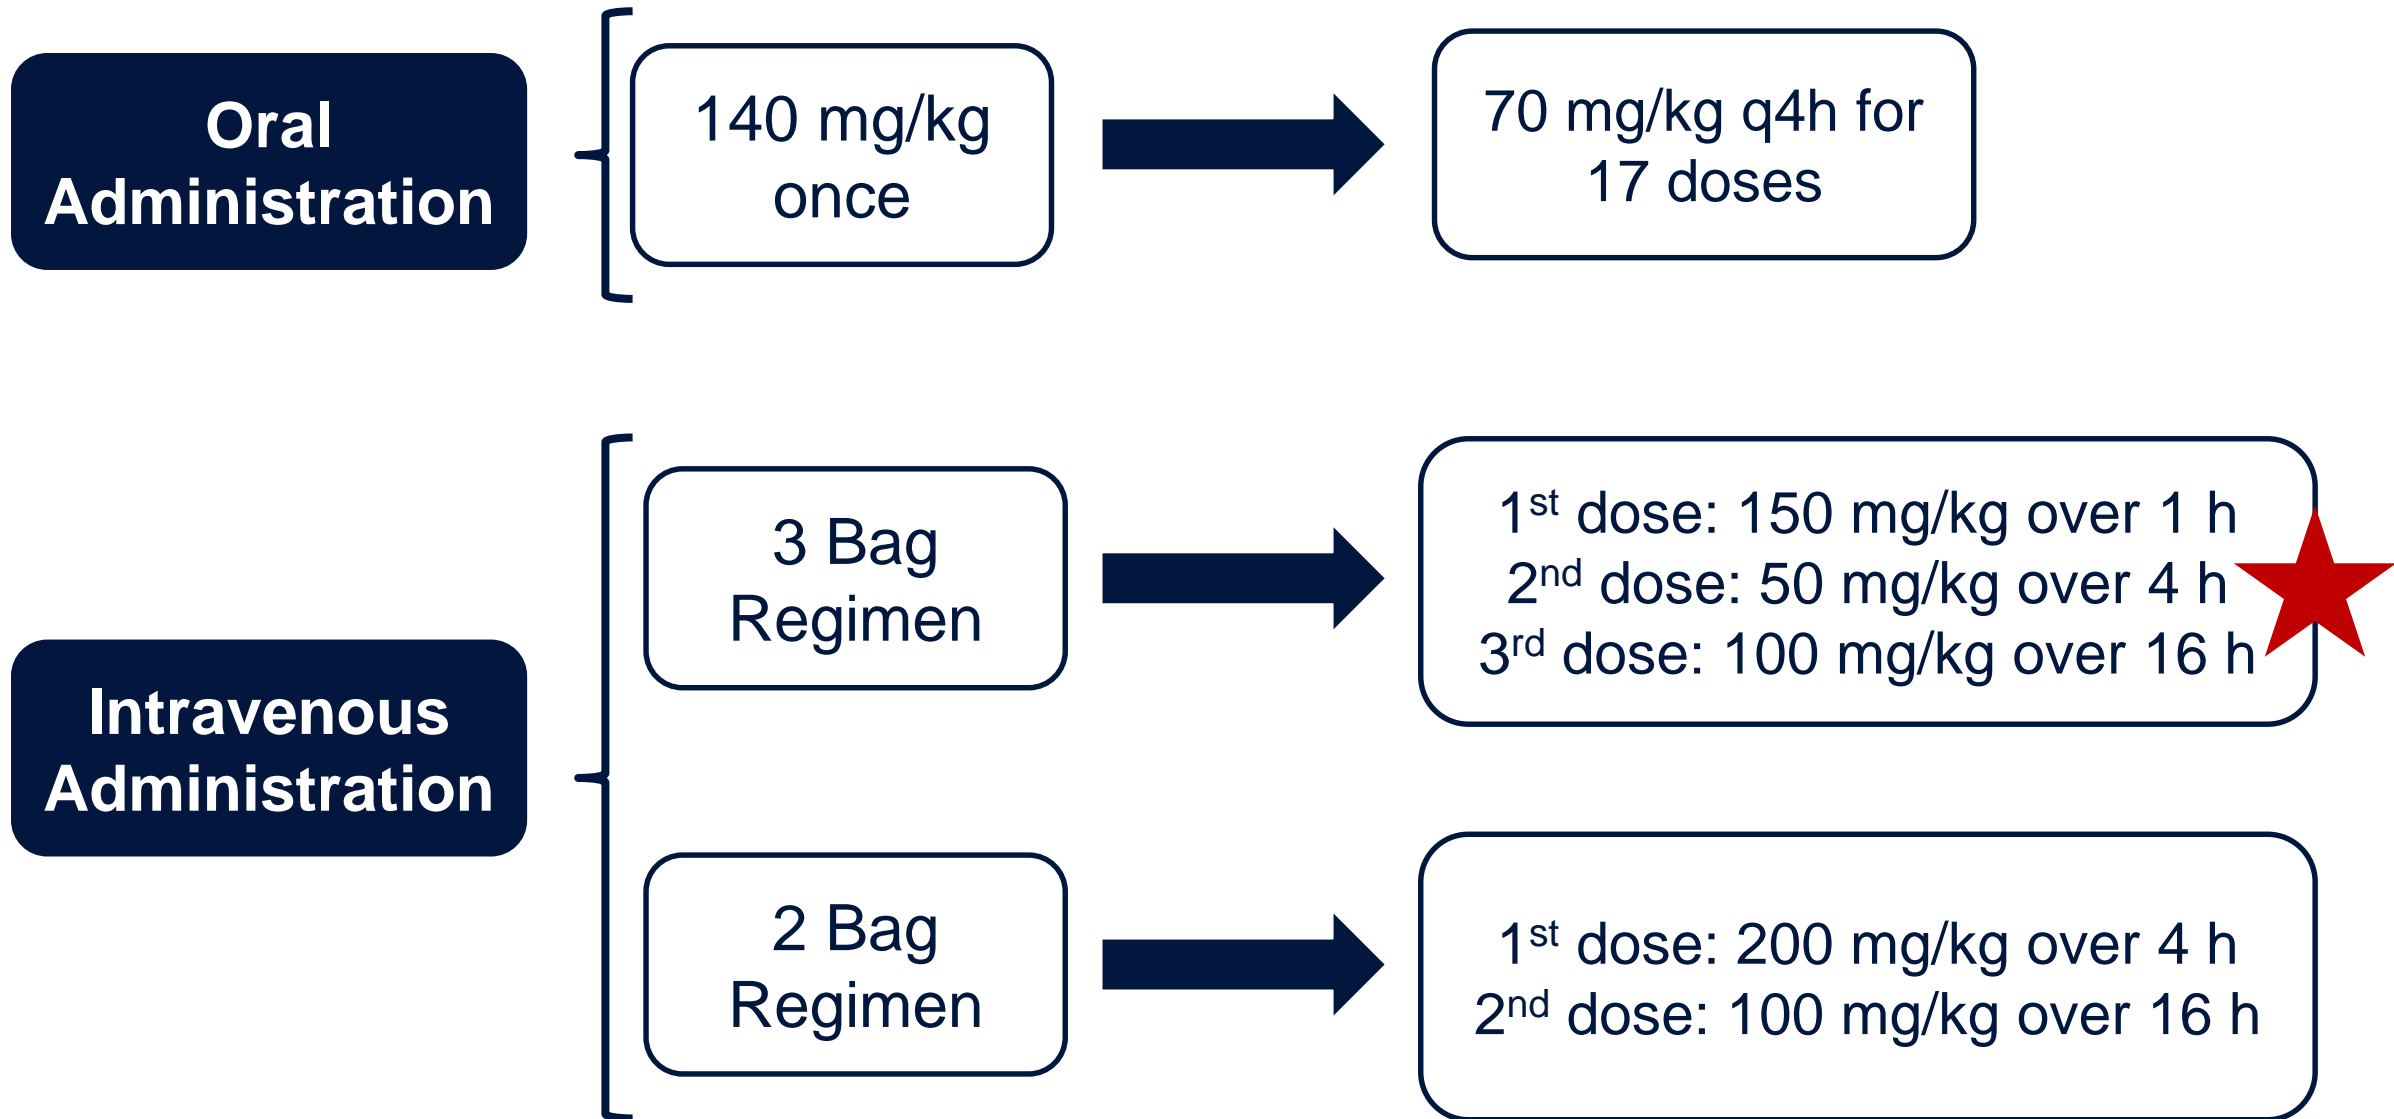 Oral
Administration
140 mg/kg
once
70 mg/kg q4h for
17 doses
Intravenous
Administration
3 Bag
Regimen
1st dose: 150 mg/kg over 1 h
2nd dose: 50 mg/kg over 4 h
3rd dose: 100 mg/kg over 16 h
2 Bag
Regimen
1st dose: 200 mg/kg over 4 h
2nd dose: 100 mg/kg over 16 h